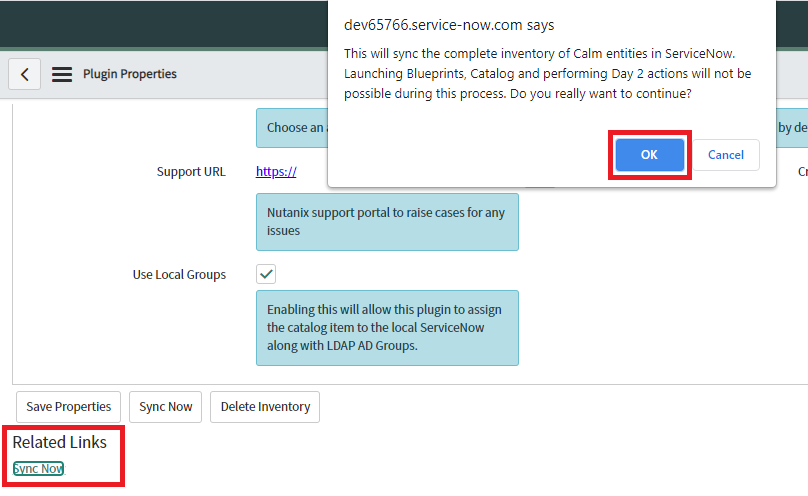 dev65766.service-now.com says
This will sync the complete inventory of Calm entities in ServiceNow.
Launching Blueprints, Catalog and performing Day 2 actions will not be
possible during this process. Do you really want to continue?
OK
Cancel
Plugin Properties
Choose an
by de
Support URL
https://
Cr
Nutanix support portal to raise cases for any
issues
Use Local Groups
Enabling this will allow this plugin to assign
the catalog item to the local ServiceNow
along with LDAP AD Groups.
Save Properties
Sync Now
Delete Inventory
Related Links
Sync Now